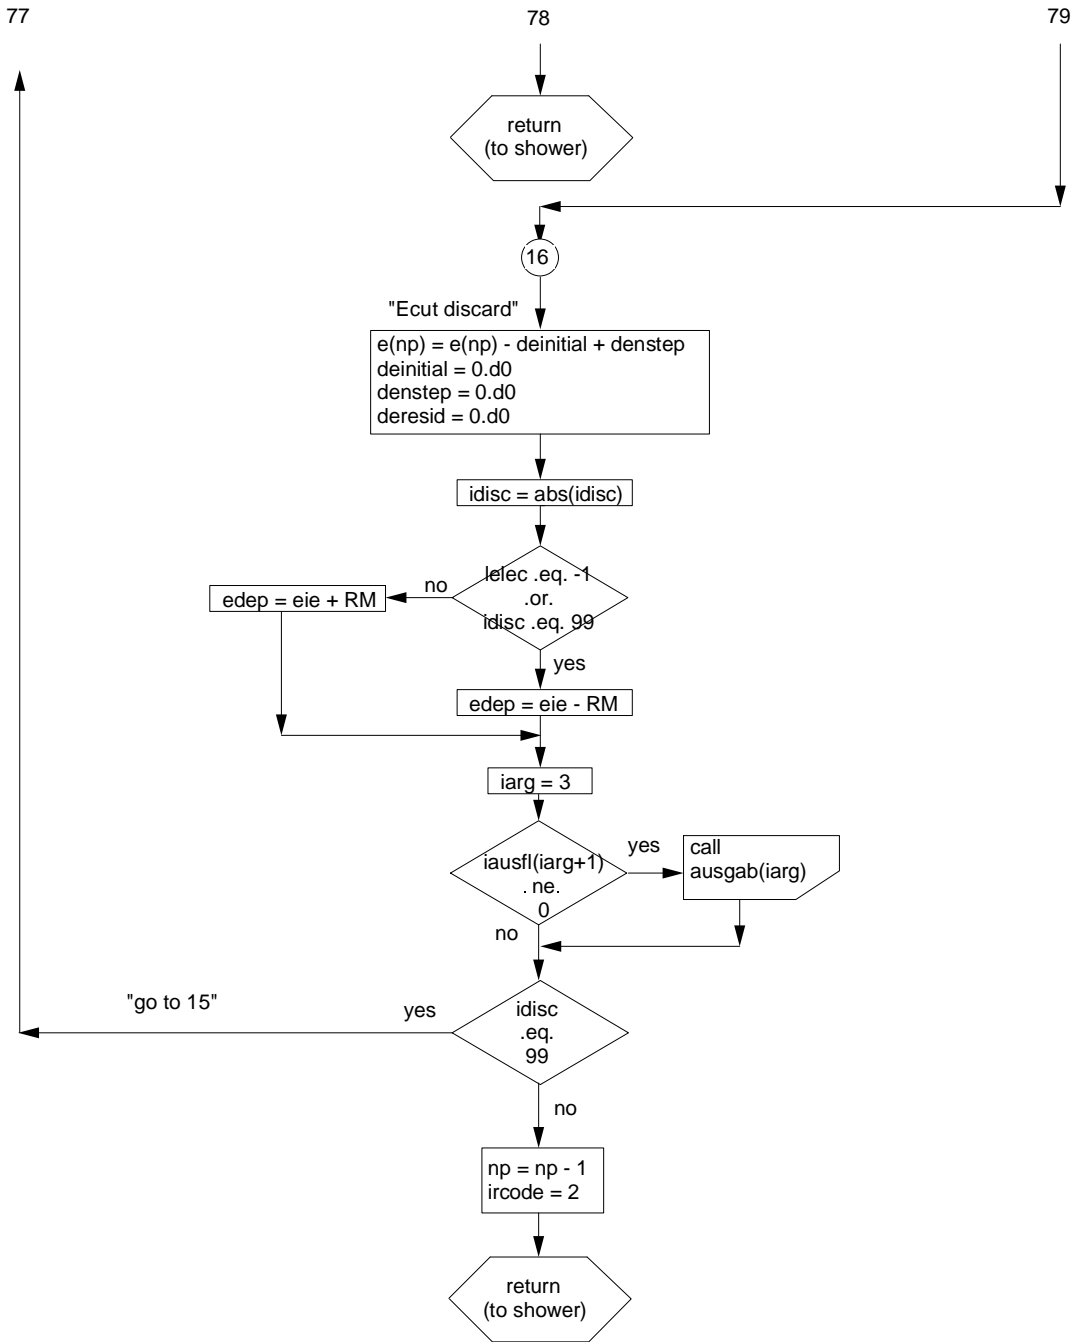 77
78
79
return
(to shower)
16
"Ecut discard"
e(np) = e(np) - deinitial + denstep
deinitial = 0.d0
denstep = 0.d0
deresid = 0.d0
idisc = abs(idisc)
lelec .eq. -1
.or.
idisc .eq. 99
no
edep = eie + RM
yes
edep = eie - RM
iarg = 3
iausfl(iarg+1)
. ne.
0
yes
call
ausgab(iarg)
no
idisc
.eq.
99
yes
"go to 15"
no
np = np - 1
ircode = 2
return
(to shower)